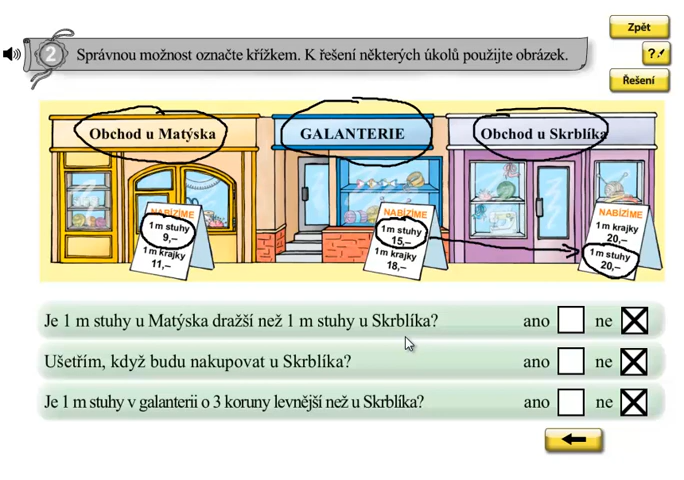 Zpět
2 Správnou možnost označte křížkem. K řešení některých úkolů použijte obrázek.
?
Řešení
Obchod u Matýska
GALANTERIE
Obchod u Skrblíka
NABÍZÍME
1 m stuhy
9,–
1 m krajky
11,–
NABÍZÍME
1 m stuhy
15,–
1 m krajky
18,–
NABÍZÍME
1 m krajky
20,–
1 m stuhy
20,–
Je 1 m stuhy u Matýska dražší než 1 m stuhy u Skrblíka? ano ne
Ušetřím, když budu nakupovat u Skrblíka? ano ne
Je 1 m stuhy v galanterii o 3 koruny levnější než u Skrblíka? ano ne